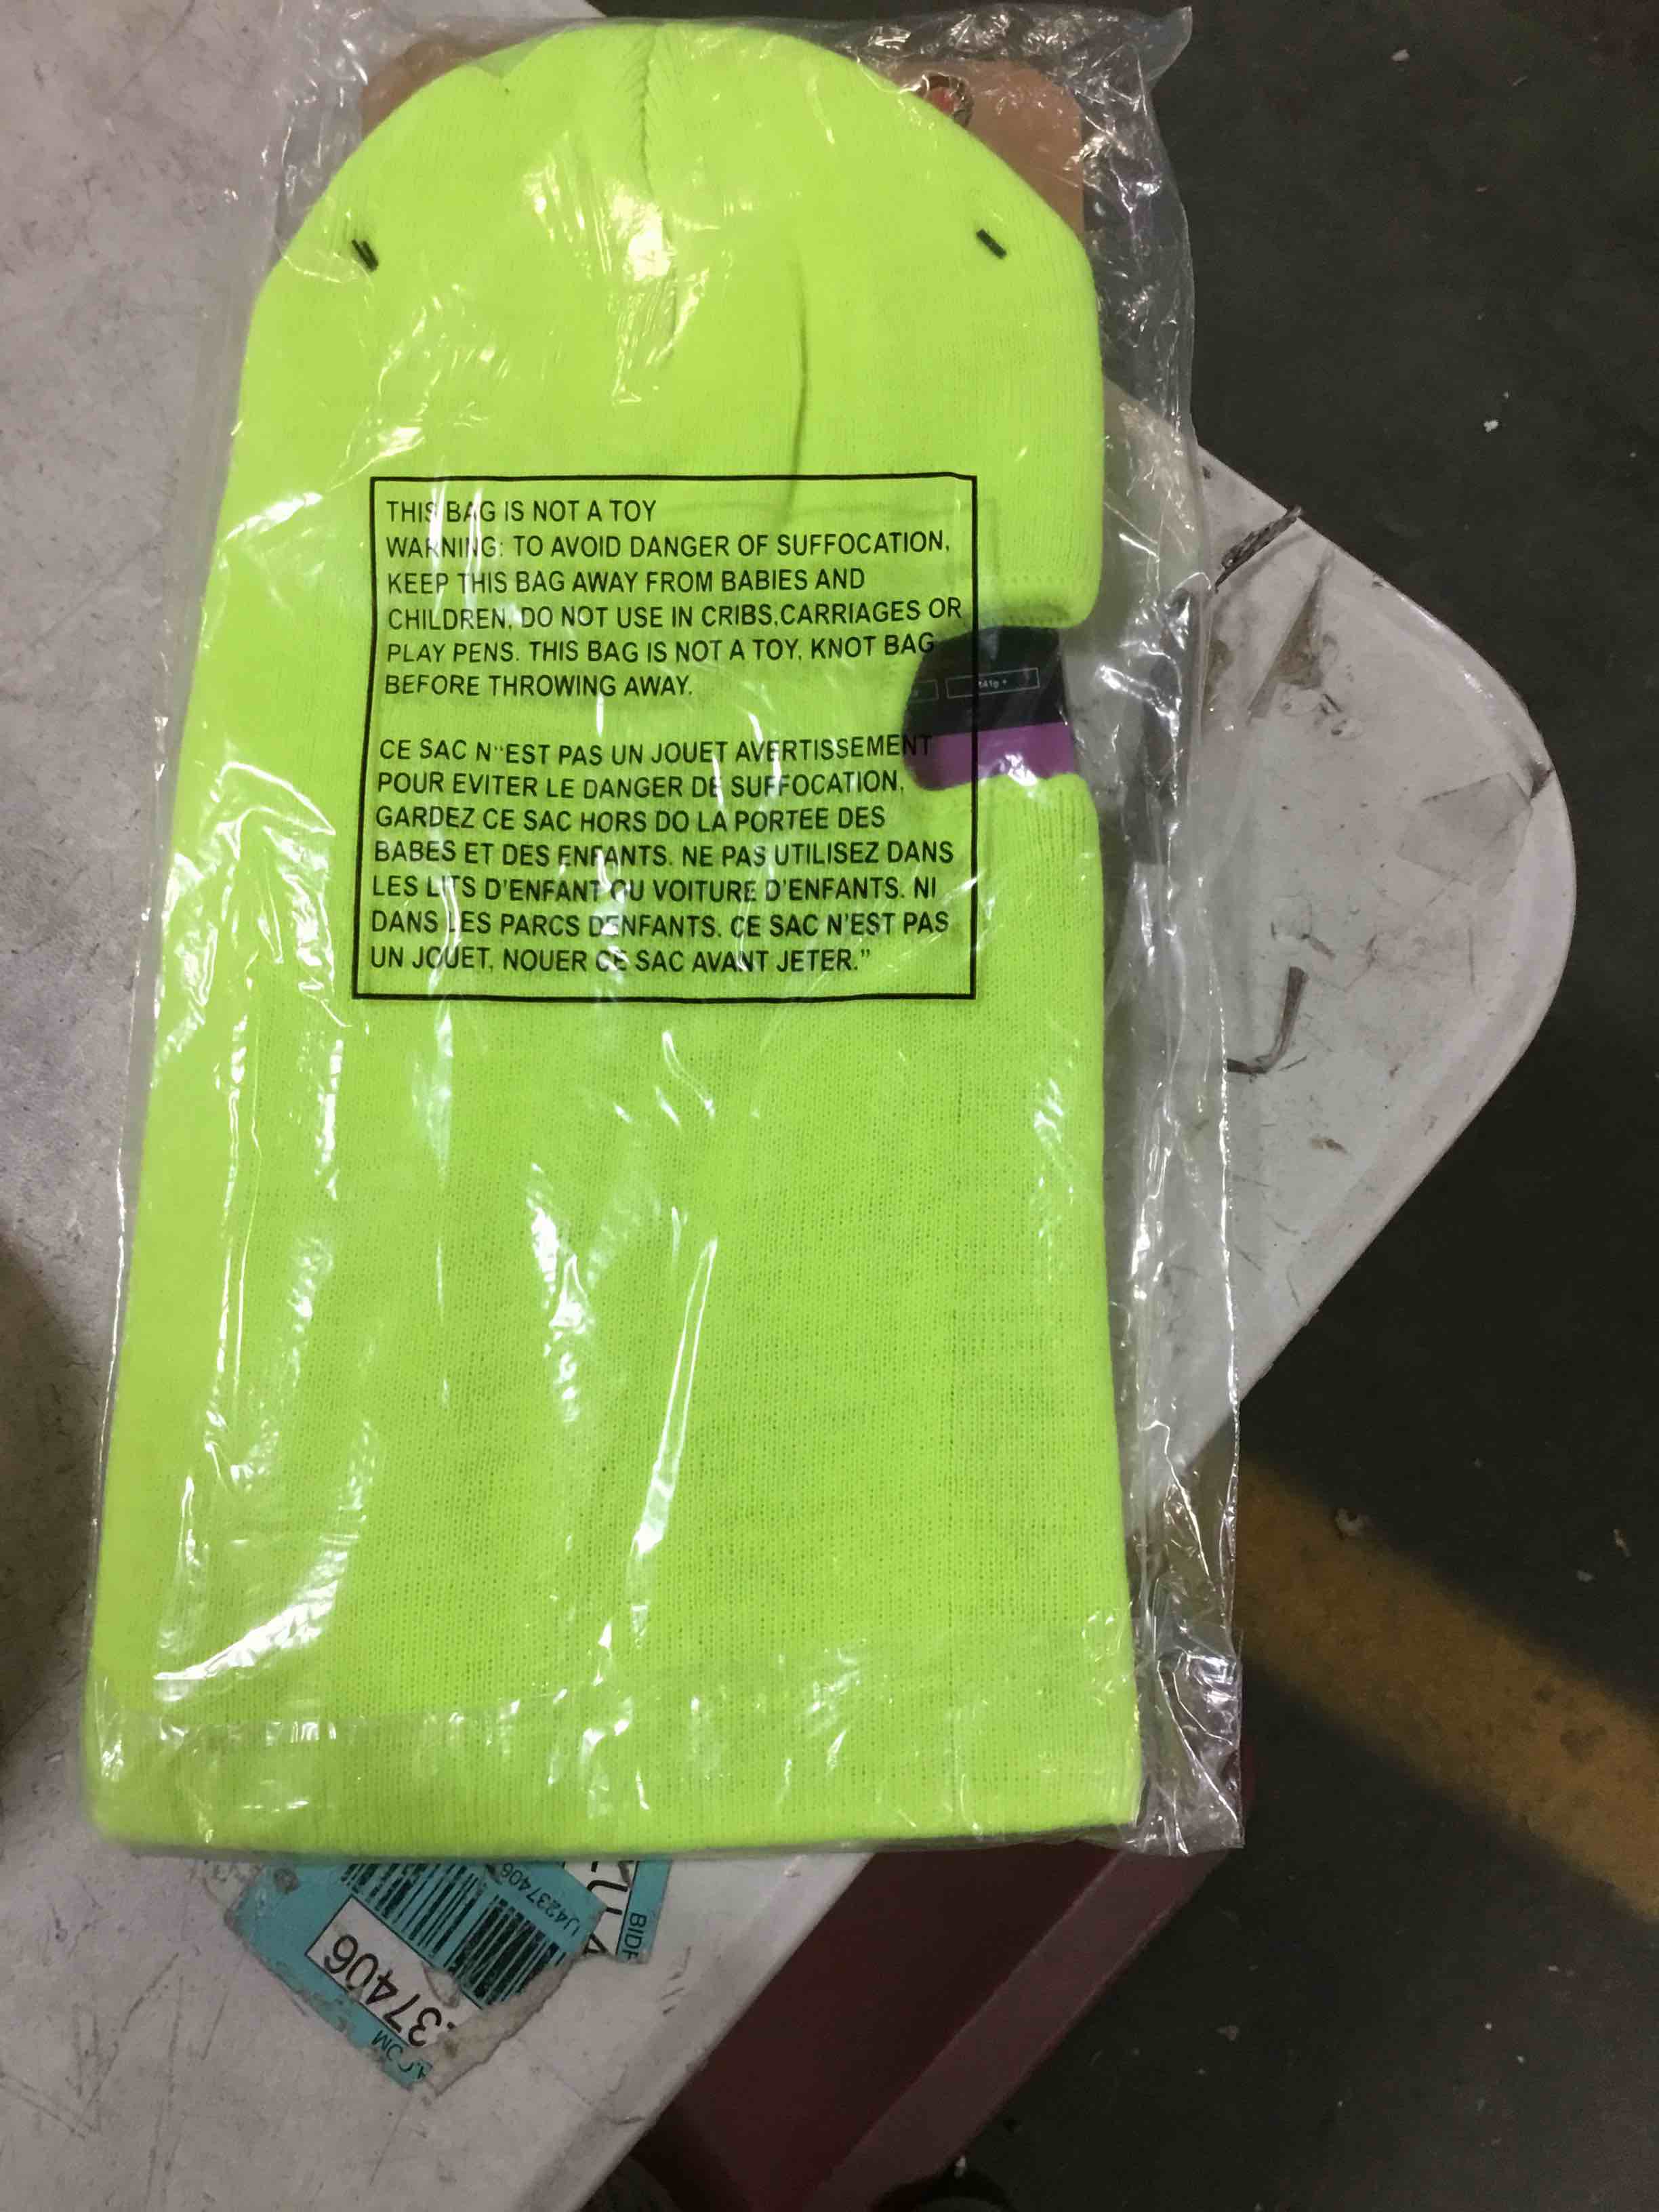 THIS BAG IS NOT A TOY
WARNING: TO AVOID DANGER OF SUFFOCATION,
KEEP THIS BAG AWAY FROM BABIES AND
CHILDREN, DO NOT USE IN CRIBS,CARRIAGES OR
PLAY PENS. THIS BAG IS NOT A TOY, KNOT BAG
BEFORE THROWING AWAY.
CE SAC N"EST PAS UN JOUET AVERTISSEMENT
POUR EVITER LE DANGER DE SUFFOCATION,
GARDEZ CE SAC HORS DO LA PORTEE DES
BABES ET DES ENFANTS. NE PAS UTILISEZ DANS
LES LITS D'ENFANT OU VOITURE D'ENFANTS. NI
DANS LES PARCS DENFANTS. CE SAC N'EST PAS
UN JOUET, NOUER CE SAC AVANT JETER."
U4237406
37406